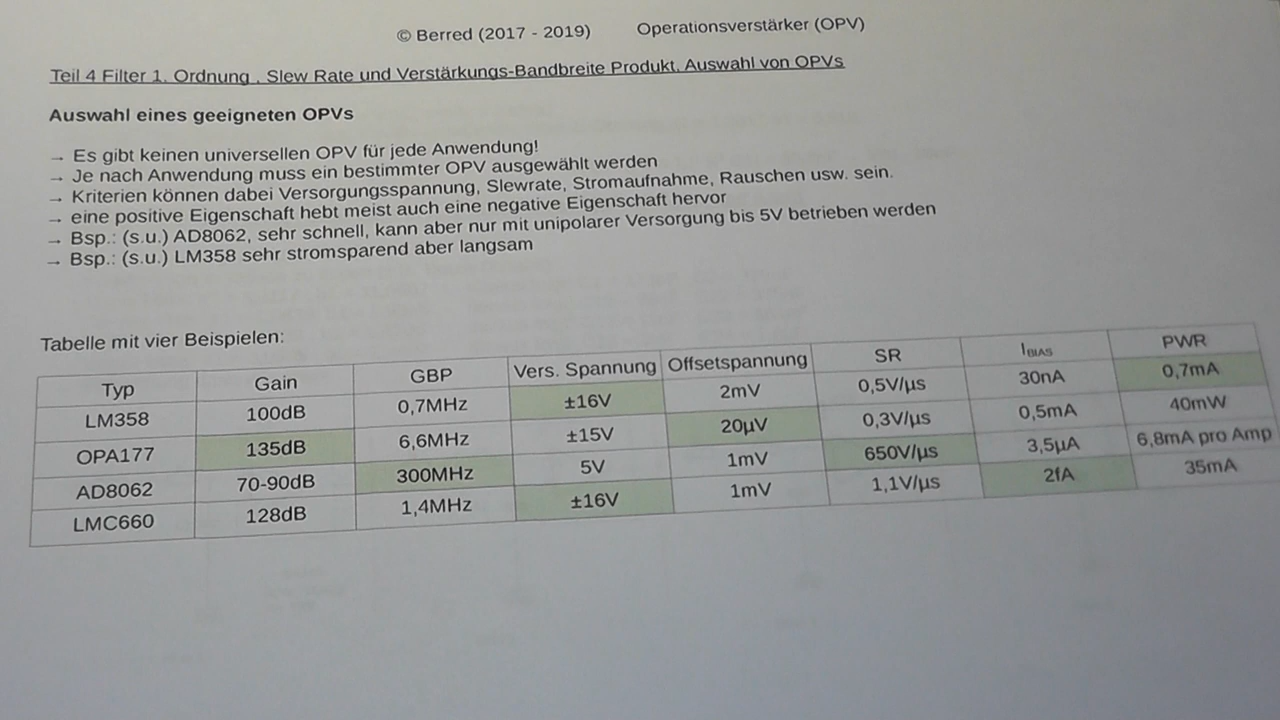 © Berred (2017 - 2019) Operationsverstärker (OPV)
Teil 4 Filter 1. Ordnung , Slew Rate und Verstärkungs-Bandbreite Produkt, Auswahl von OPVs
Auswahl eines geeigneten OPVs
→ Es gibt keinen universellen OPV für jede Anwendung!
→ Je nach Anwendung muss ein bestimmter OPV ausgewählt werden
→ Kriterien können dabei Versorgungsspannung, Slewrate, Stromaufnahme, Rauschen usw. sein.
→ eine positive Eigenschaft hebt meist auch eine negative Eigenschaft hervor
→ Bsp.: (s.u.) AD8062, sehr schnell, kann aber nur mit unipolarer Versorgung bis 5V betrieben werden
→ Bsp.: (s.u.) LM358 sehr stromsparend aber langsam
Tabelle mit vier Beispielen:
Typ Gain GBP Vers. Spannung Offsetspannung SR IBIAS PWR
LM358 100dB 0,7MHz ±16V 2mV 0,5V/µs 30nA 0,7mA
OPA177 135dB 6,6MHz ±15V 20µV 0,3V/µs 0,5mA 40mW
AD8062 70-90dB 300MHz 5V 1mV 650V/µs 3,5µA 6,8mA pro Amp
LMC660 128dB 1,4MHz ±16V 1mV 1,1V/µs 2fA 35mA